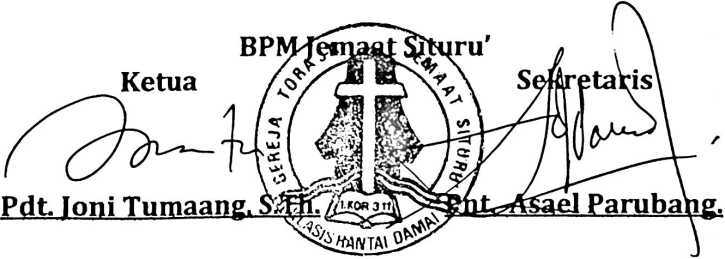 BPM Jemaat Situru’
Ketua
Sekretaris
GEREJA TORAJA JEMAAT SITURU
I.KOR 3 11
KLASIS RANTAI DAMAI
Pdt. Joni Tumaang, S.Th.
Pnt. Asael Parubang.